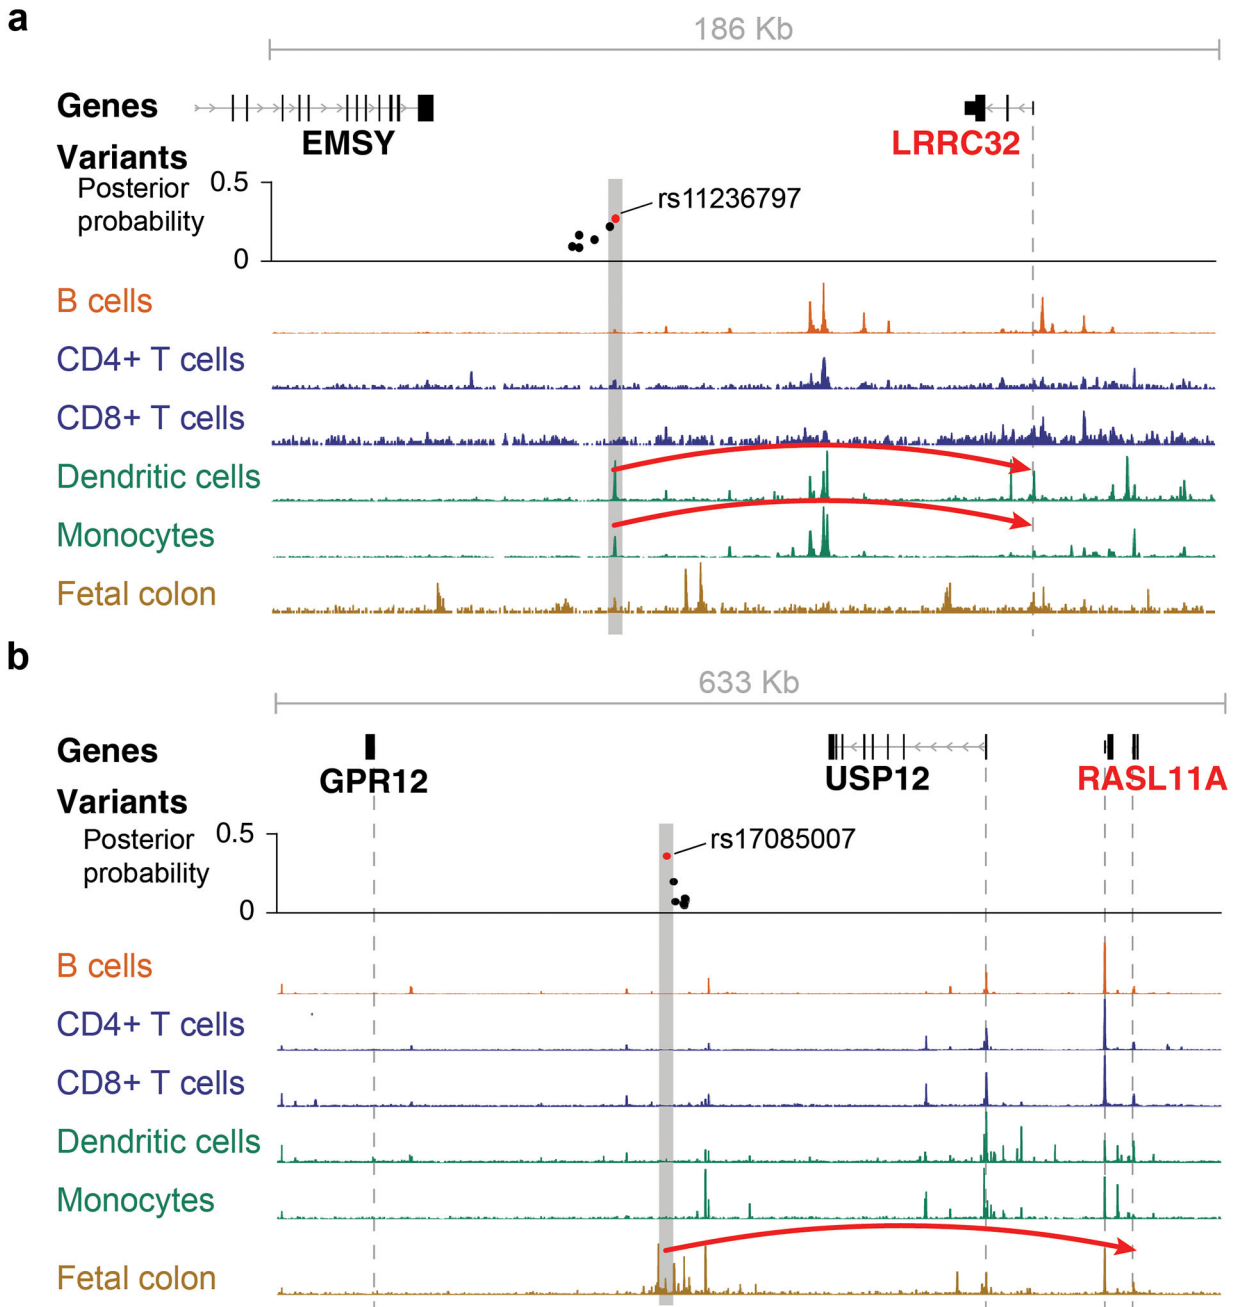 a
186 Kb
Genes
EMSY
LRRC32
Variants
Posterior
probability
0.5
0
rs11236797
B cells
CD4+ T cells
CD8+ T cells
Dendritic cells
Monocytes
Fetal colon
b
633 Kb
Genes
GPR12
USP12
RASL11A
Variants
Posterior
probability
0.5
0
rs17085007
B cells
CD4+ T cells
CD8+ T cells
Dendritic cells
Monocytes
Fetal colon